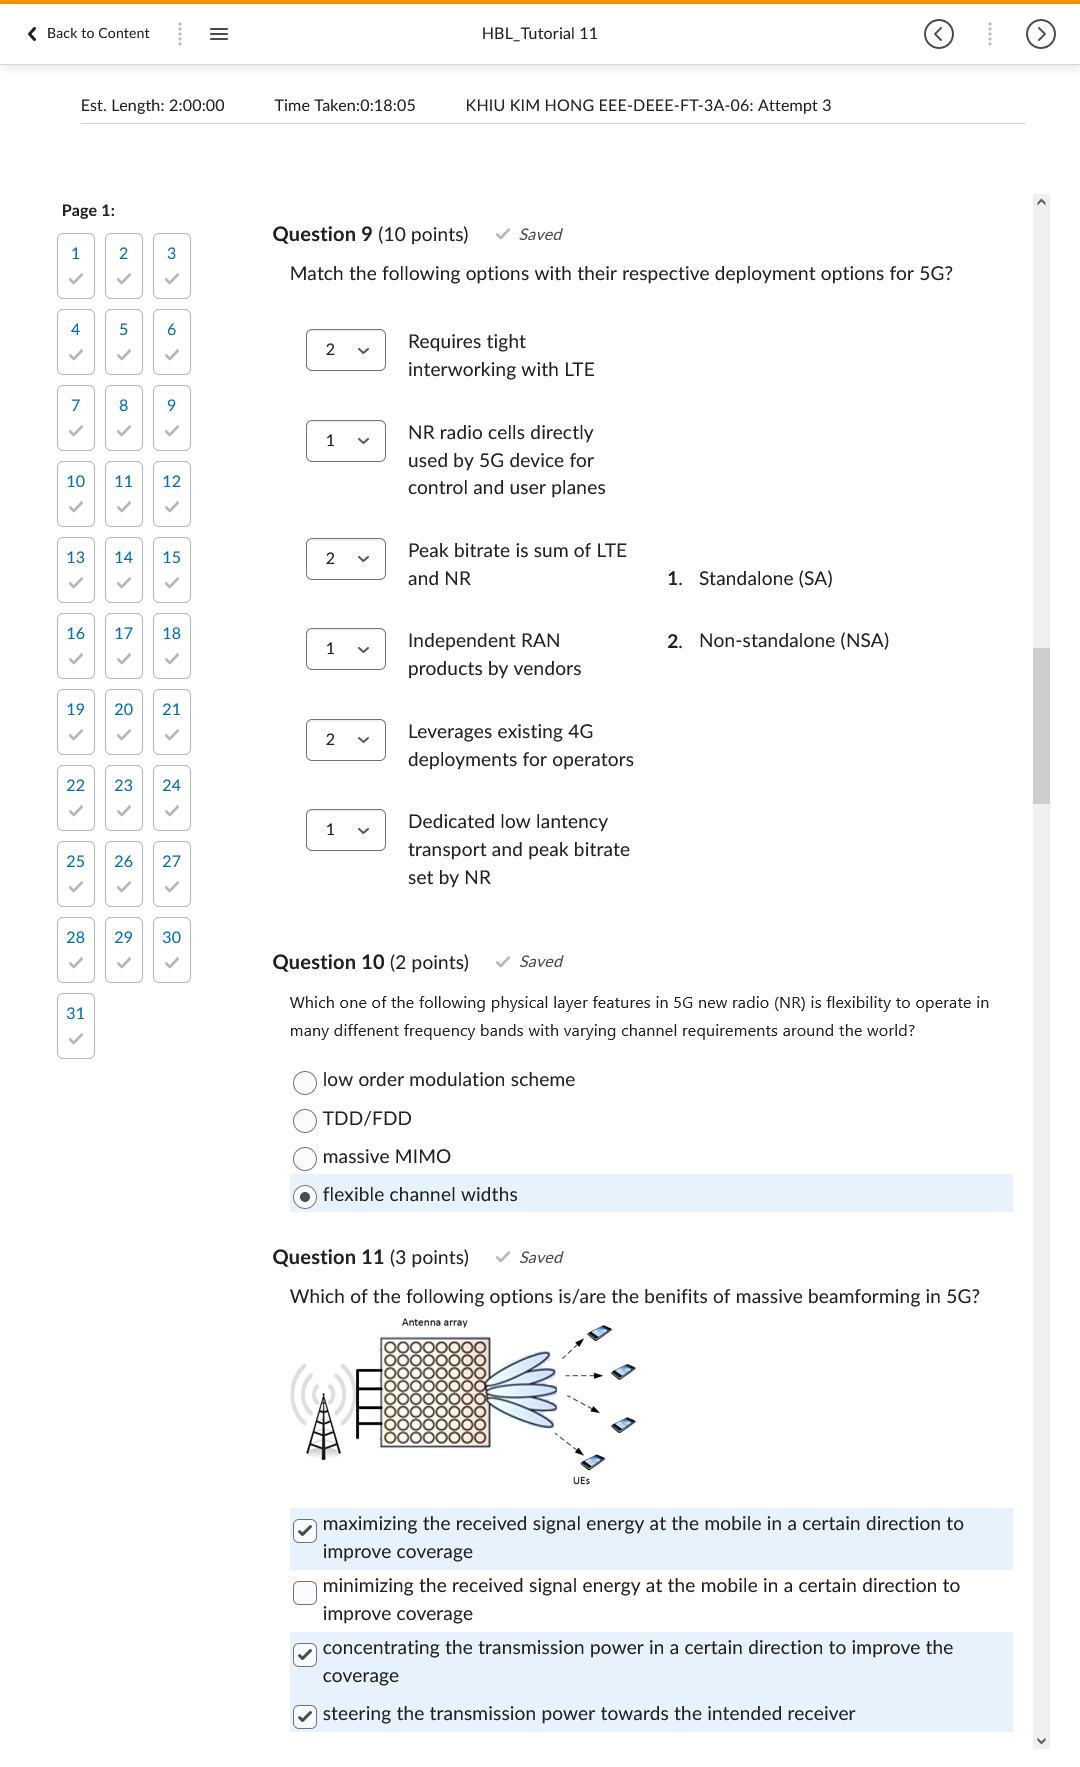 Back to Content
HBL_Tutorial 11
Est. Length: 2:00:00 Time Taken:0:18:05 KHIU KIM HONG EEE-DEEE-FT-3A-06: Attempt 3
Page 1:
1 2 3
4 5 6
7 8 9
10 11 12
13 14 15
16 17 18
19 20 21
22 23 24
25 26 27
28 29 30
31
Question 9 (10 points) Saved
Match the following options with their respective deployment options for 5G?
2 Requires tight
interworking with LTE
1 NR radio cells directly
used by 5G device for
control and user planes
2 Peak bitrate is sum of LTE
and NR
1 Independent RAN
products by vendors
2 Leverages existing 4G
deployments for operators
1 Dedicated low lantency
transport and peak bitrate
set by NR
1. Standalone (SA)
2. Non-standalone (NSA)
Question 10 (2 points) Saved
Which one of the following physical layer features in 5G new radio (NR) is flexibility to operate in
many diffenent frequency bands with varying channel requirements around the world?
low order modulation scheme
TDD/FDD
massive MIMO
flexible channel widths
Question 11 (3 points) Saved
Which of the following options is/are the benifits of massive beamforming in 5G?
Antenna array
UEs
maximizing the received signal energy at the mobile in a certain direction to
improve coverage
minimizing the received signal energy at the mobile in a certain direction to
improve coverage
concentrating the transmission power in a certain direction to improve the
coverage
steering the transmission power towards the intended receiver